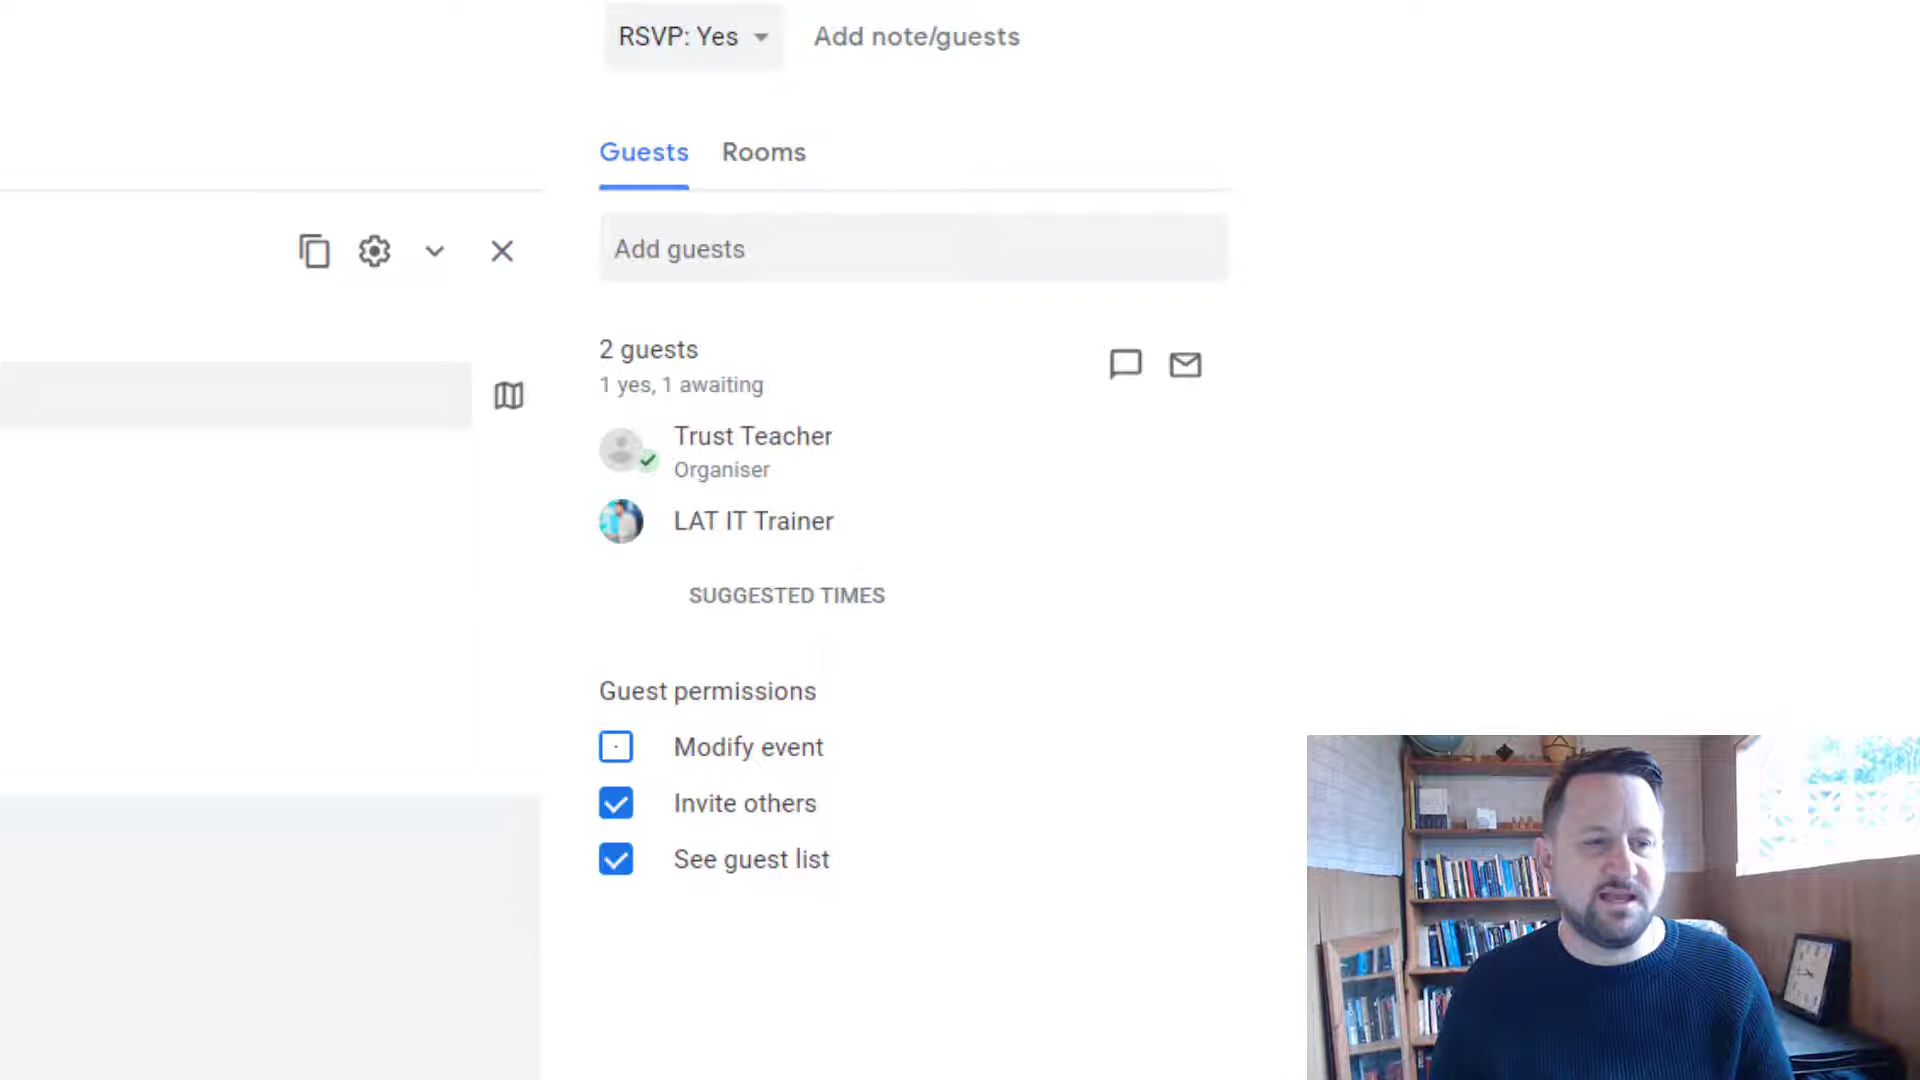 RSVP: Yes
Add note/guests
Guests
Rooms
Add guests
2 guests
1 yes, 1 awaiting
Trust Teacher
Organiser
LAT IT Trainer
SUGGESTED TIMES
Guest permissions
Modify event
Invite others
See guest list